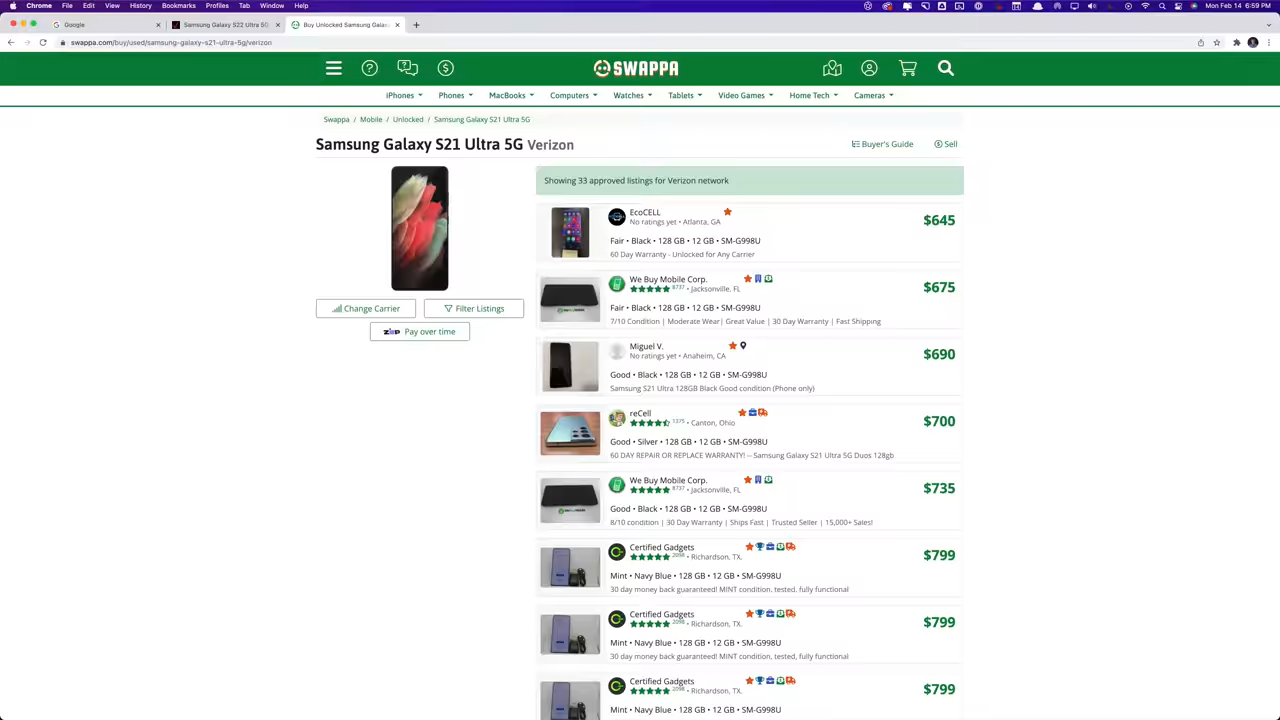 Chrome File Edit View History Bookmarks Profiles Tab Window Help Mon Feb 14 6:59 PM
Google Samsung Galaxy S22 Ultra 5G Buy Unlocked Samsung Galax
swappa.com/buy/used/samsung-galaxy-s21-ultra-5g/verizon
SWAPPA
iPhones Phones MacBooks Computers Watches Tablets Video Games Home Tech Cameras
Swappa / Mobile / Unlocked / Samsung Galaxy S21 Ultra 5G
Samsung Galaxy S21 Ultra 5G Verizon
Buyer's Guide Sell
Change Carrier Filter Listings
Zip Pay over time
Showing 33 approved listings for Verizon network
EcoCELL
No ratings yet • Atlanta, GA
$645
Fair • Black • 128 GB • 12 GB • SM-G998U
60 Day Warranty - Unlocked for Any Carrier
We Buy Mobile Corp.
8737 • Jacksonville, FL
$675
Fair • Black • 128 GB • 12 GB • SM-G998U
7/10 Condition | Moderate Wear| Great Value | 30 Day Warranty | Fast Shipping
Miguel V.
No ratings yet • Anaheim, CA
$690
Good • Black • 128 GB • 12 GB • SM-G998U
Samsung S21 Ultra 128GB Black Good condition (Phone only)
reCell
1375 • Canton, Ohio
$700
Good • Silver • 128 GB • 12 GB • SM-G998U
60 DAY REPAIR OR REPLACE WARRANTY! -- Samsung Galaxy S21 Ultra 5G Duos 128gb
We Buy Mobile Corp.
8737 • Jacksonville, FL
$735
Good • Black • 128 GB • 12 GB • SM-G998U
8/10 condition | 30 Day Warranty | Ships Fast | Trusted Seller | 15,000+ Sales!
Certified Gadgets
2098 • Richardson, TX.
$799
Mint • Navy Blue • 128 GB • 12 GB • SM-G998U
30 day money back guaranteed! MINT condition, tested, fully functional
Certified Gadgets
2098 • Richardson, TX.
$799
Mint • Navy Blue • 128 GB • 12 GB • SM-G998U
30 day money back guaranteed! MINT condition, tested, fully functional
Certified Gadgets
2098 • Richardson, TX.
$799
Mint • Navy Blue • 128 GB • 12 GB • SM-G998U